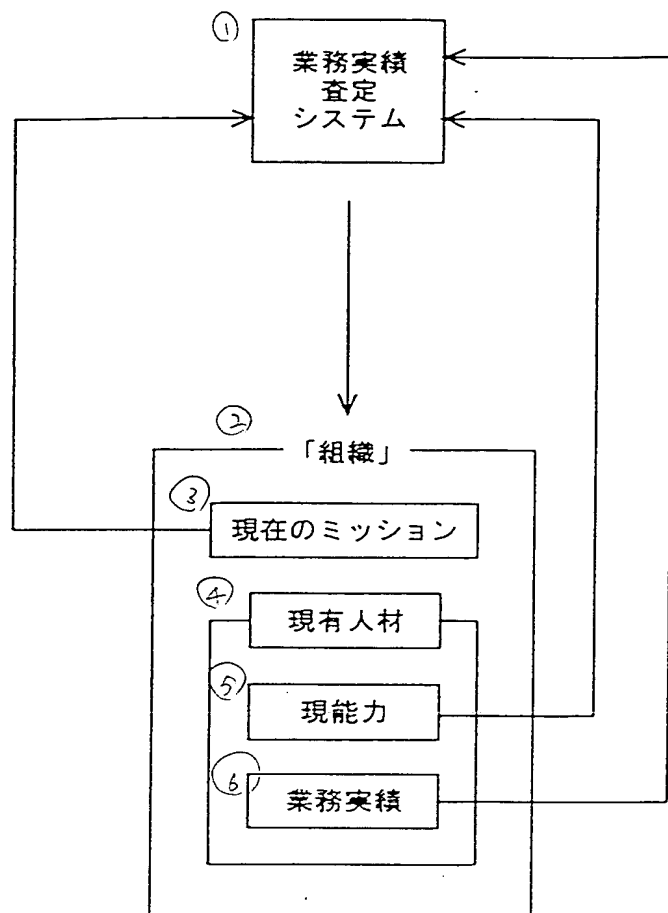 ①
業務実績
査定
システム
②
「組織」
③
現在のミッション
④
現有人材
⑤
現能力
⑥
業務実績